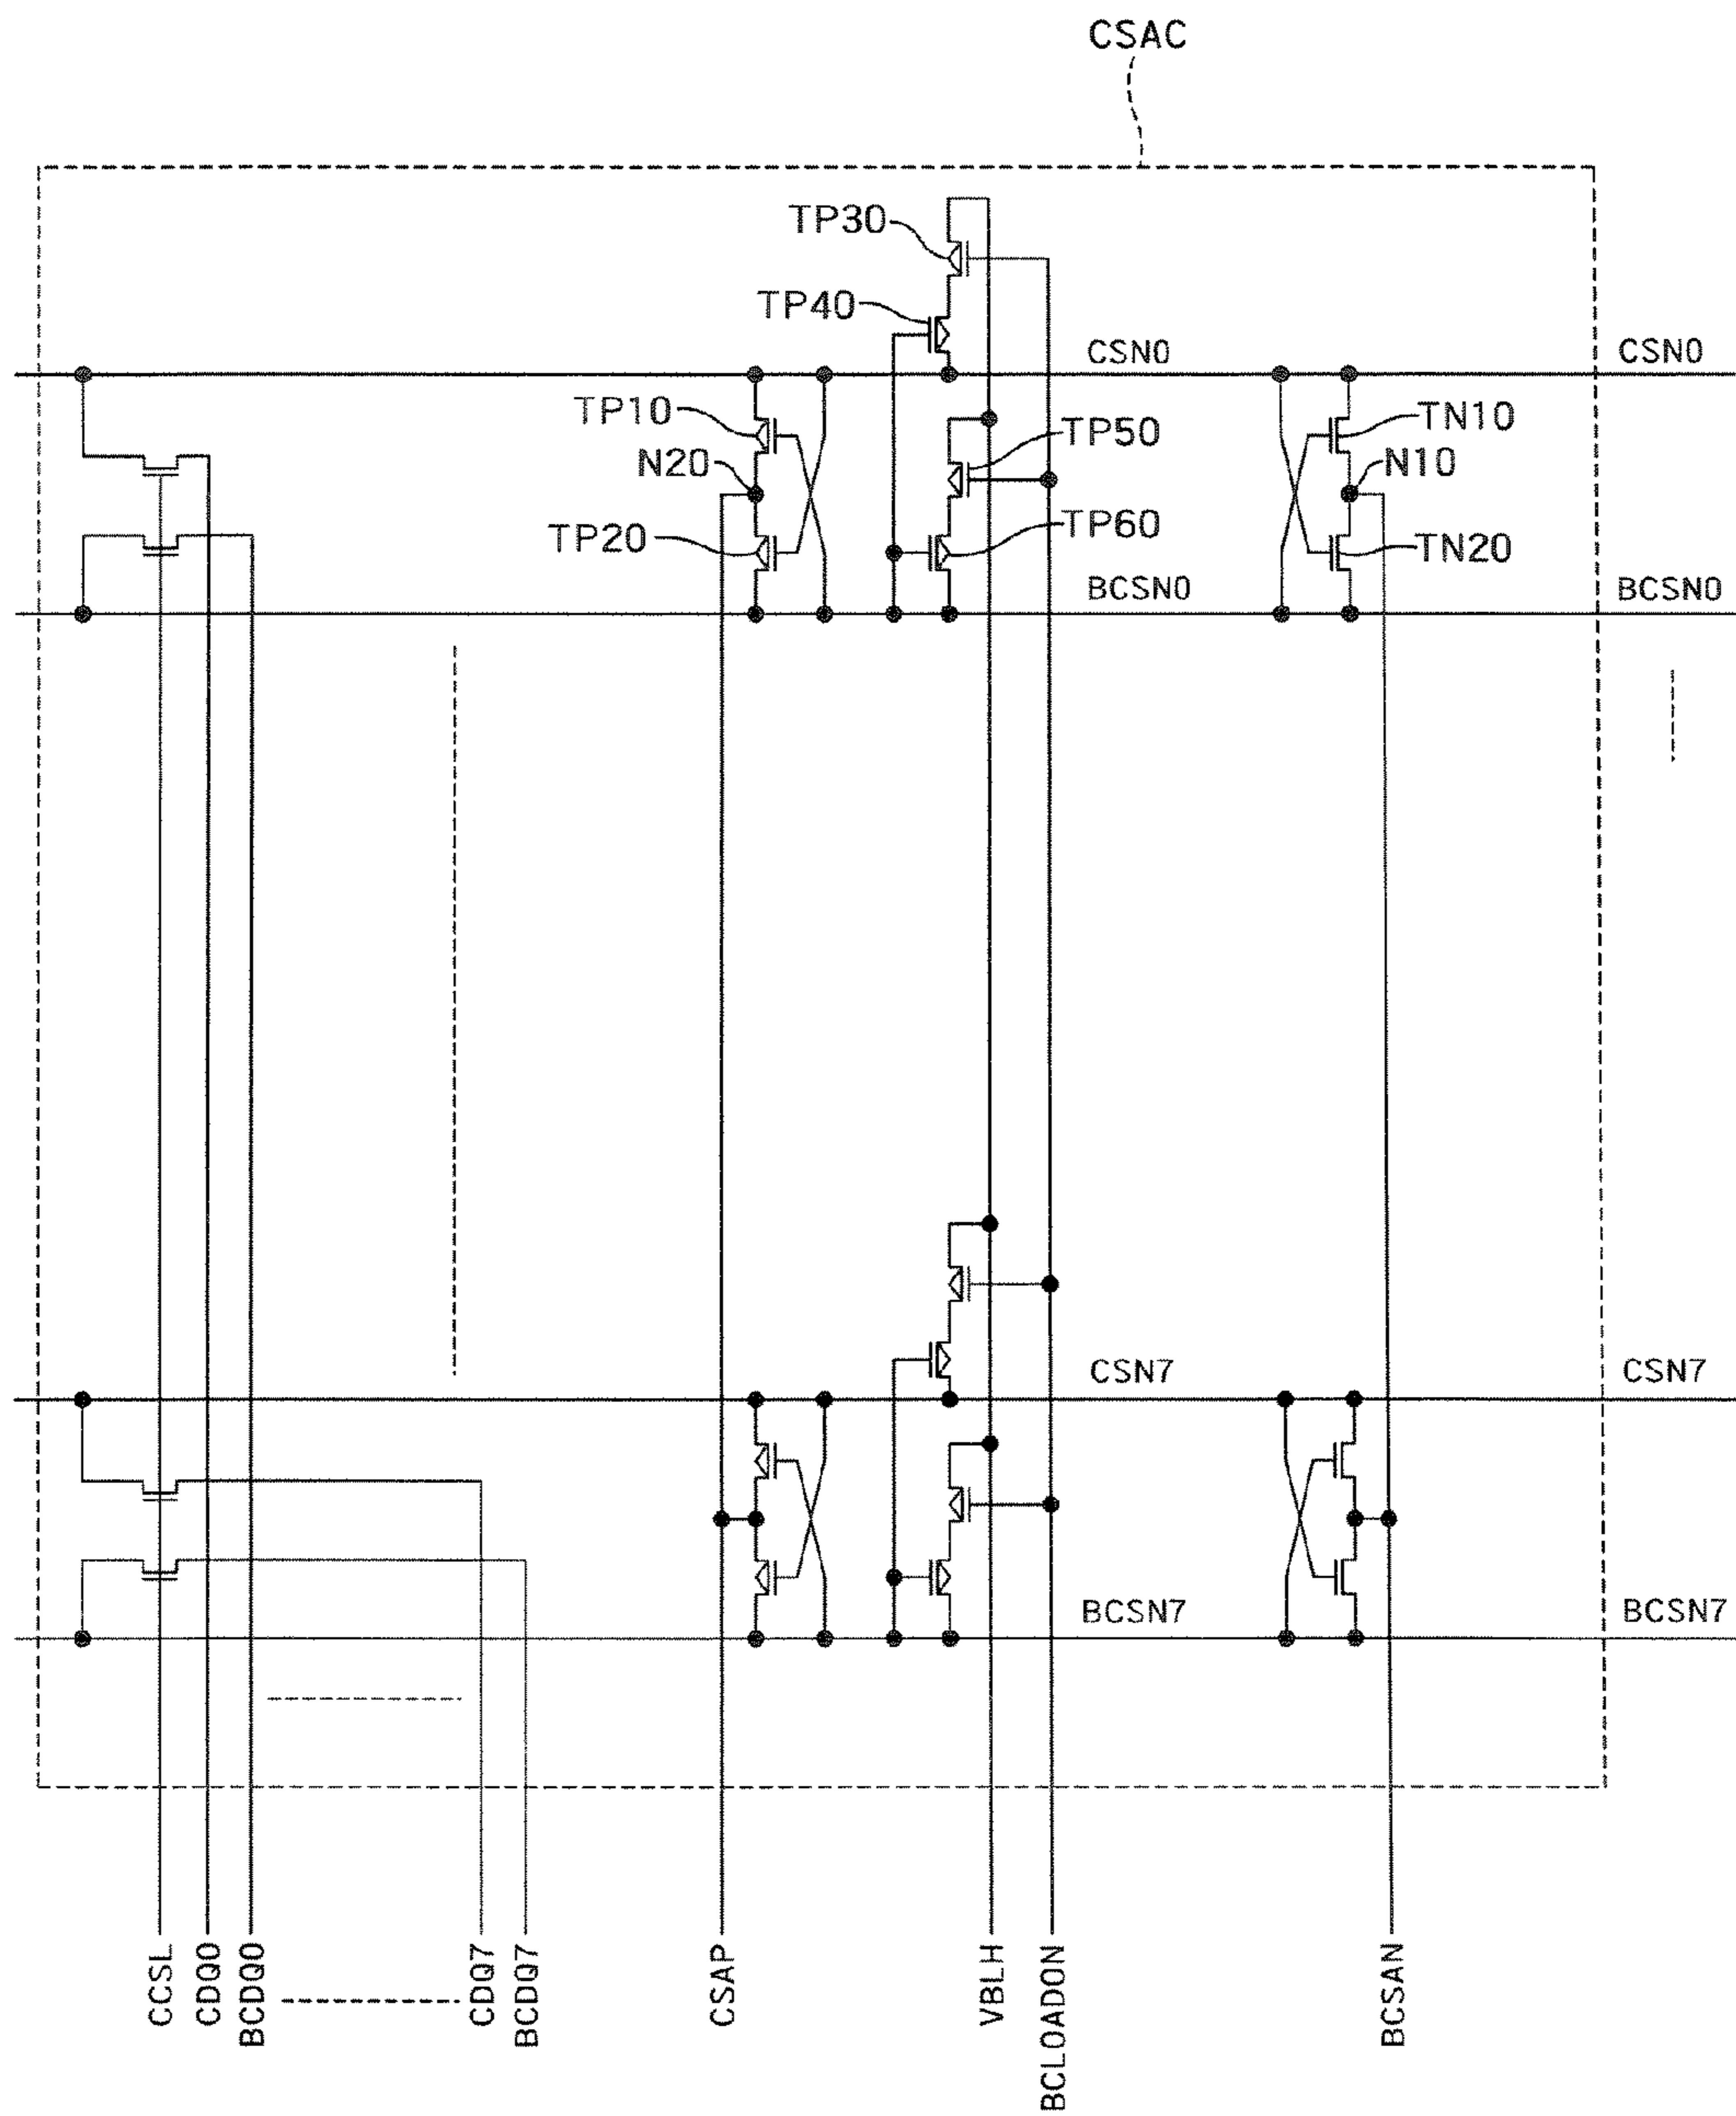 CSAC
TP30
TP40
CSN0 CSN0
TP10 TP50 TN10
N20 N10
TP20 TP60 TN20
BCSN0 BCSN0
CSN7 CSN7
BCSN7 BCSN7
CCSL
CDQ0
BCDQ0
CDQ7
BCDQ7
CSAP
VBLH
BCLOADON
BCSAN